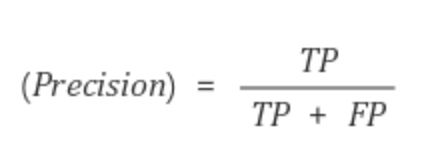 (Precision) = TP / TP + FP